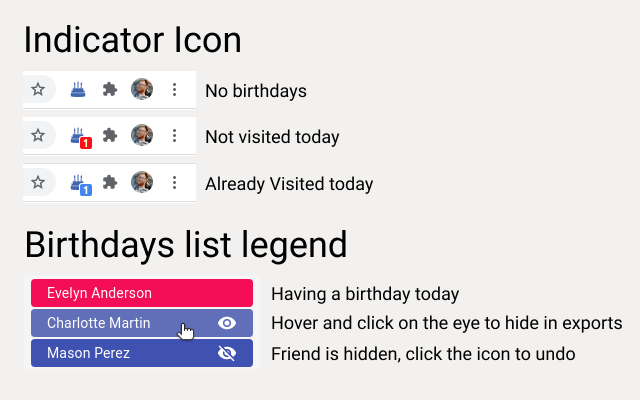 Indicator Icon
No birthdays
1 Not visited today
1 Already Visited today
Birthdays list legend
Evelyn Anderson Having a birthday today
Charlotte Martin Hover and click on the eye to hide in exports
Mason Perez Friend is hidden, click the icon to undo